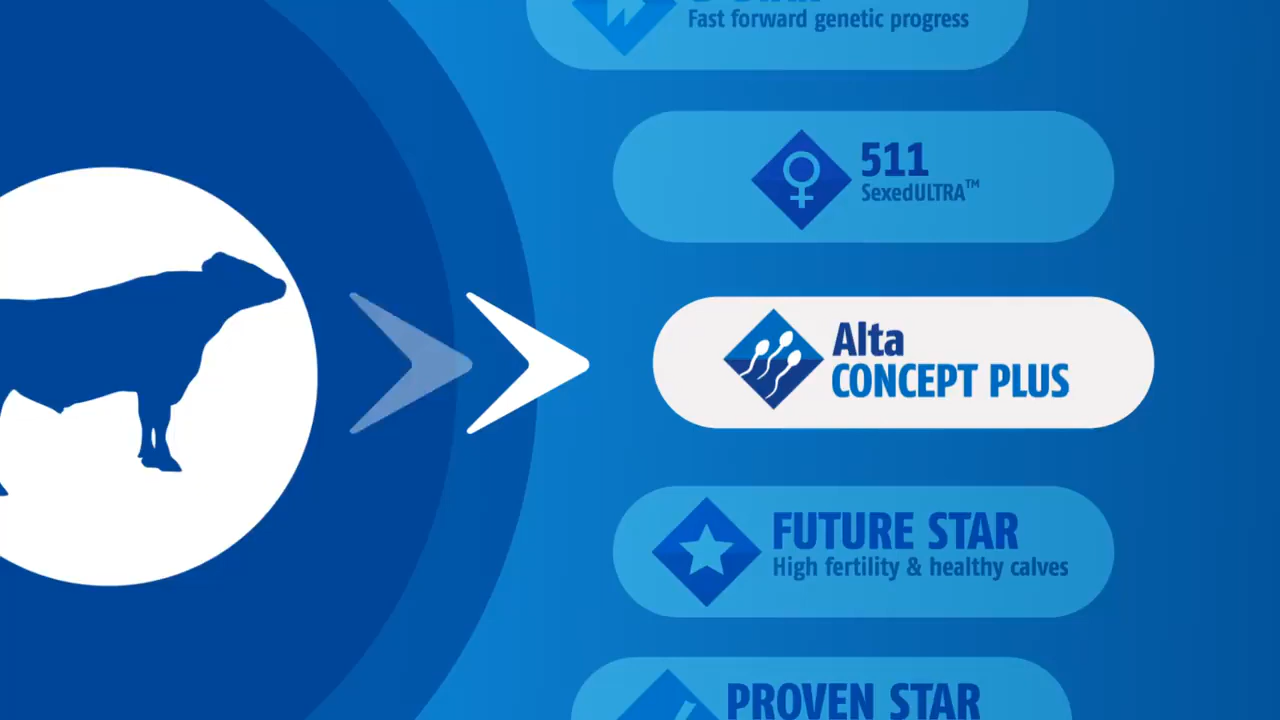 Fast forward genetic progress
511
SexedULTRA™
Alta
CONCEPT PLUS
FUTURE STAR
High fertility & healthy calves
PROVEN STAR